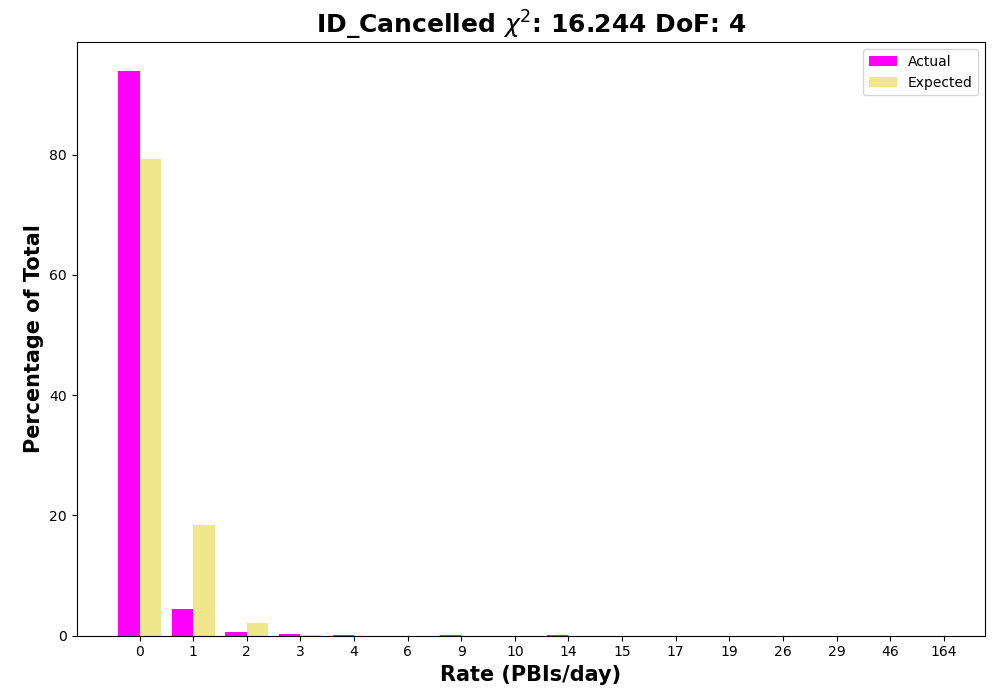 ID_Cancelled χ²: 16.244 DoF: 4
Actual
Expected
Percentage of Total
80
60
40
20
0
0 1 2 3 4 6 9 10 14 15 17 19 26 29 46 164
Rate (PBIs/day)